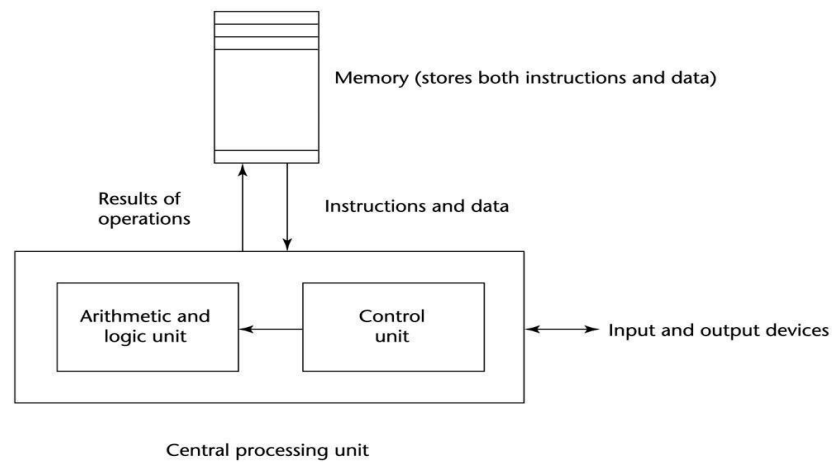 Memory (stores both instructions and data)
Results of
operations
Instructions and data
Arithmetic and
logic unit
Control
unit
Input and output devices
Central processing unit